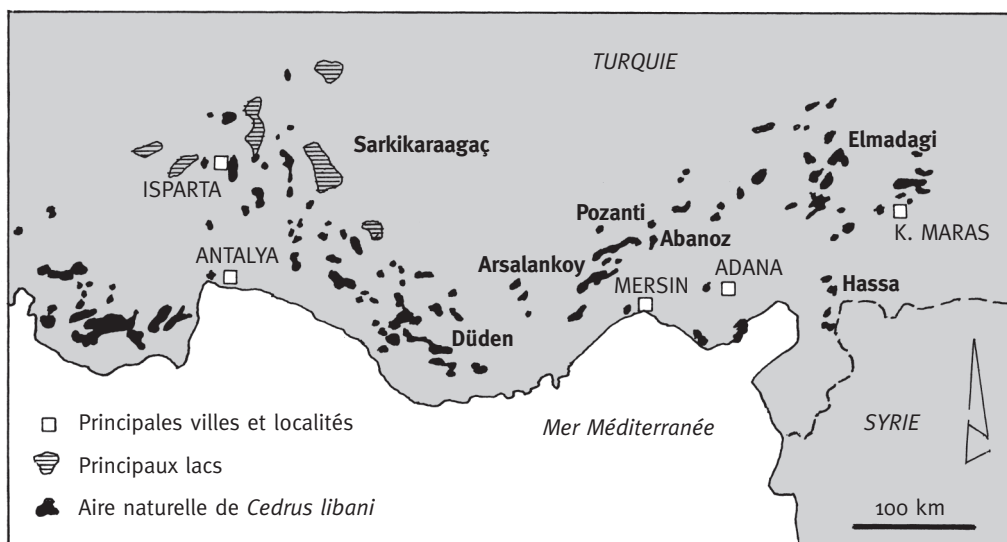 TURQUIE
Sarkikaraagaç
Elmadagi
ISPARTA
K. MARAS
Pozanti
Abanoz
ANTALYA
Arsalankoy
ADANA
MERSIN
Hassa
Düden
Principales villes et localités
Mer Méditerranée
SYRIE
Principaux lacs
Aire naturelle de Cedrus libani
100 km